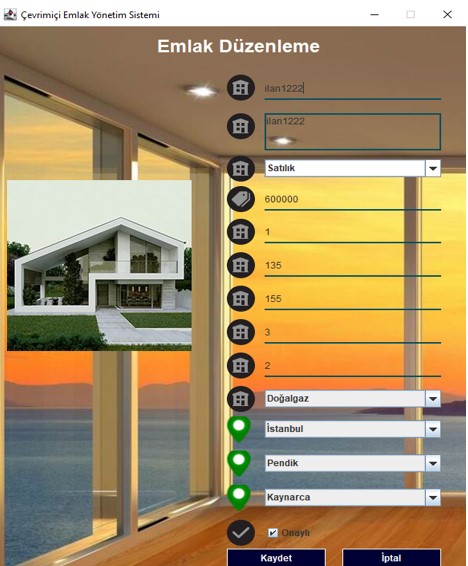 Çevrimiçi Emlak Yönetim Sistemi
Emlak Düzenleme
ilan1222
ilan1222
Satılık
600000
1
135
155
3
2
Doğalgaz
İstanbul
Pendik
Kaynarca
Onaylı
Kaydet
İptal